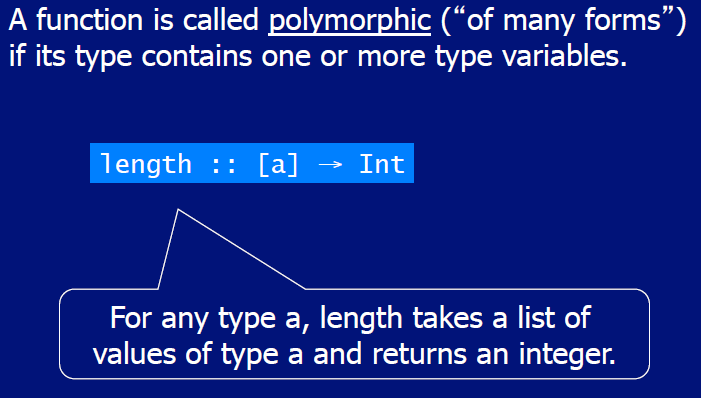 A function is called polymorphic (“of many forms”)
if its type contains one or more type variables.
length :: [a] → Int
For any type a, length takes a list of
values of type a and returns an integer.